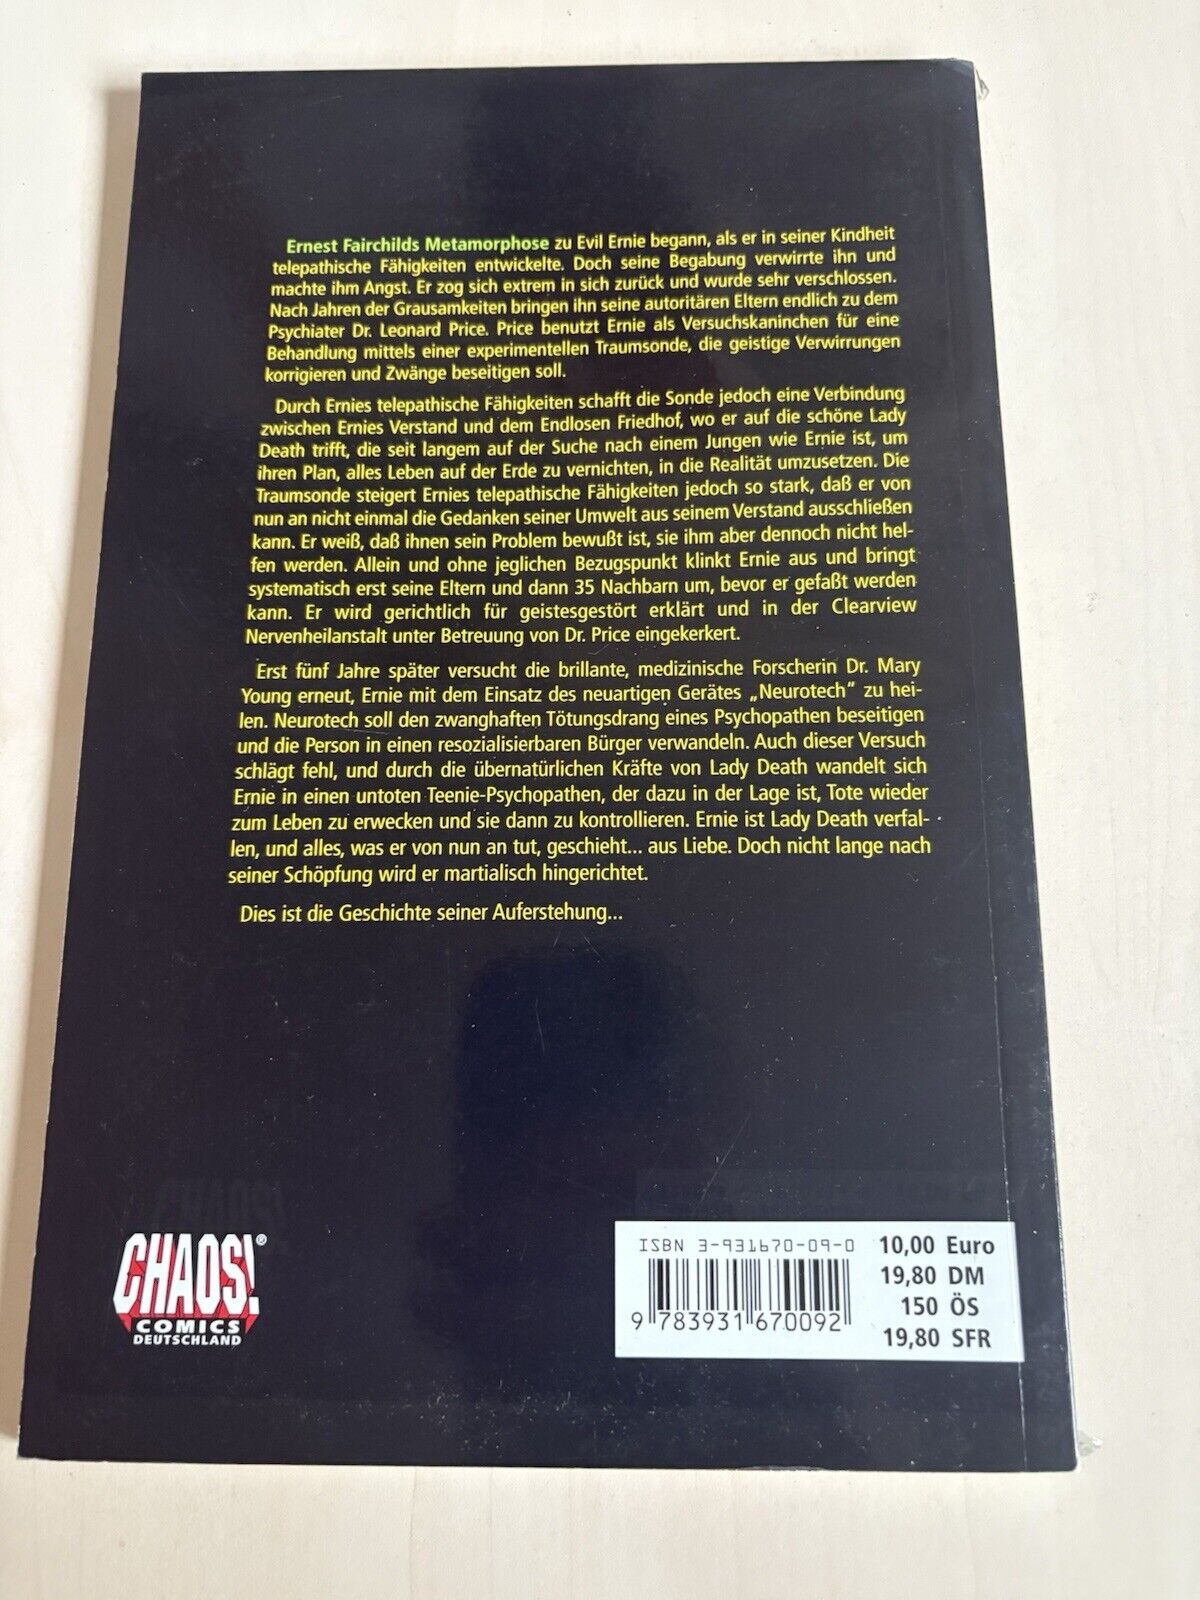 Ernest Fairchilds Metamorphose zu Evil Ernie begann, als er in seiner Kindheit
telepathische Fähigkeiten entwickelte. Doch seine Begabung verwirrte ihn und
machte ihm Angst. Er zog sich extrem in sich zurück und wurde sehr verschlossen.
Nach Jahren der Grausamkeiten bringen ihn seine autoritären Eltern endlich zu dem
Psychiater Dr. Leonard Price. Price benutzt Ernie als Versuchskaninchen für eine
Behandlung mittels einer experimentellen Traumsonde, die geistige Verwirrungen
korrigieren und Zwänge beseitigen soll.
Durch Ernies telepathische Fähigkeiten schafft die Sonde jedoch eine Verbindung
zwischen Ernies Verstand und dem Endlosen Friedhof, wo er auf die schöne Lady
Death trifft, die seit langem auf der Suche nach einem Jungen wie Ernie ist, um
ihren Plan, alles Leben auf der Erde zu vernichten, in die Realität umzusetzen. Die
Traumsonde steigert Ernies telepathische Fähigkeiten jedoch so stark, daß er von
nun an nicht einmal die Gedanken seiner Umwelt aus seinem Verstand ausschließen
kann. Er weiß, daß ihnen sein Problem bewußt ist, sie ihm aber dennoch nicht hel-
fen werden. Allein und ohne jeglichen Bezugspunkt klinkt Ernie aus und bringt
systematisch erst seine Eltern und dann 35 Nachbarn um, bevor er gefaßt werden
kann. Er wird gerichtlich für geistesgestört erklärt und in der Clearview
Nervenheilanstalt unter Betreuung von Dr. Price eingekerkert.
Erst fünf Jahre später versucht die brillante, medizinische Forscherin Dr. Mary
Young erneut, Ernie mit dem Einsatz des neuartigen Gerätes „Neurotech“ zu hei-
len. Neurotech soll den zwanghaften Tötungsdrang eines Psychopathen beseitigen
und die Person in einen resozialisierbaren Bürger verwandeln. Auch dieser Versuch
schlägt fehl, und durch die übernatürlichen Kräfte von Lady Death wandelt sich
Ernie in einen untoten Teenie-Psychopathen, der dazu in der Lage ist, Tote wieder
zum Leben zu erwecken und sie dann zu kontrollieren. Ernie ist Lady Death verfal-
len, und alles, was er von nun an tut, geschieht... aus Liebe. Doch nicht lange nach
seiner Schöpfung wird er martialisch hingerichtet.
Dies ist die Geschichte seiner Auferstehung...
CHAOS!®
COMICS
DEUTSCHLAND
ISBN 3-931670-09-0
9 783931 670092
10,00 Euro
19,80 DM
150 ÖS
19,80 SFR